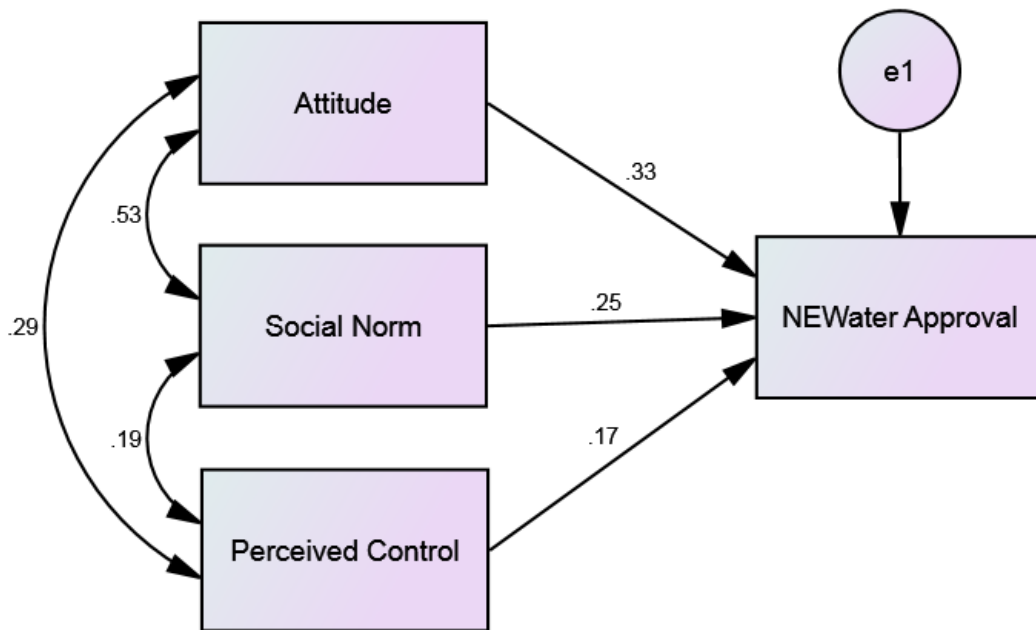 e1
Attitude
.33
.53
Social Norm
.25
NEWater Approval
.29
.19
.17
Perceived Control